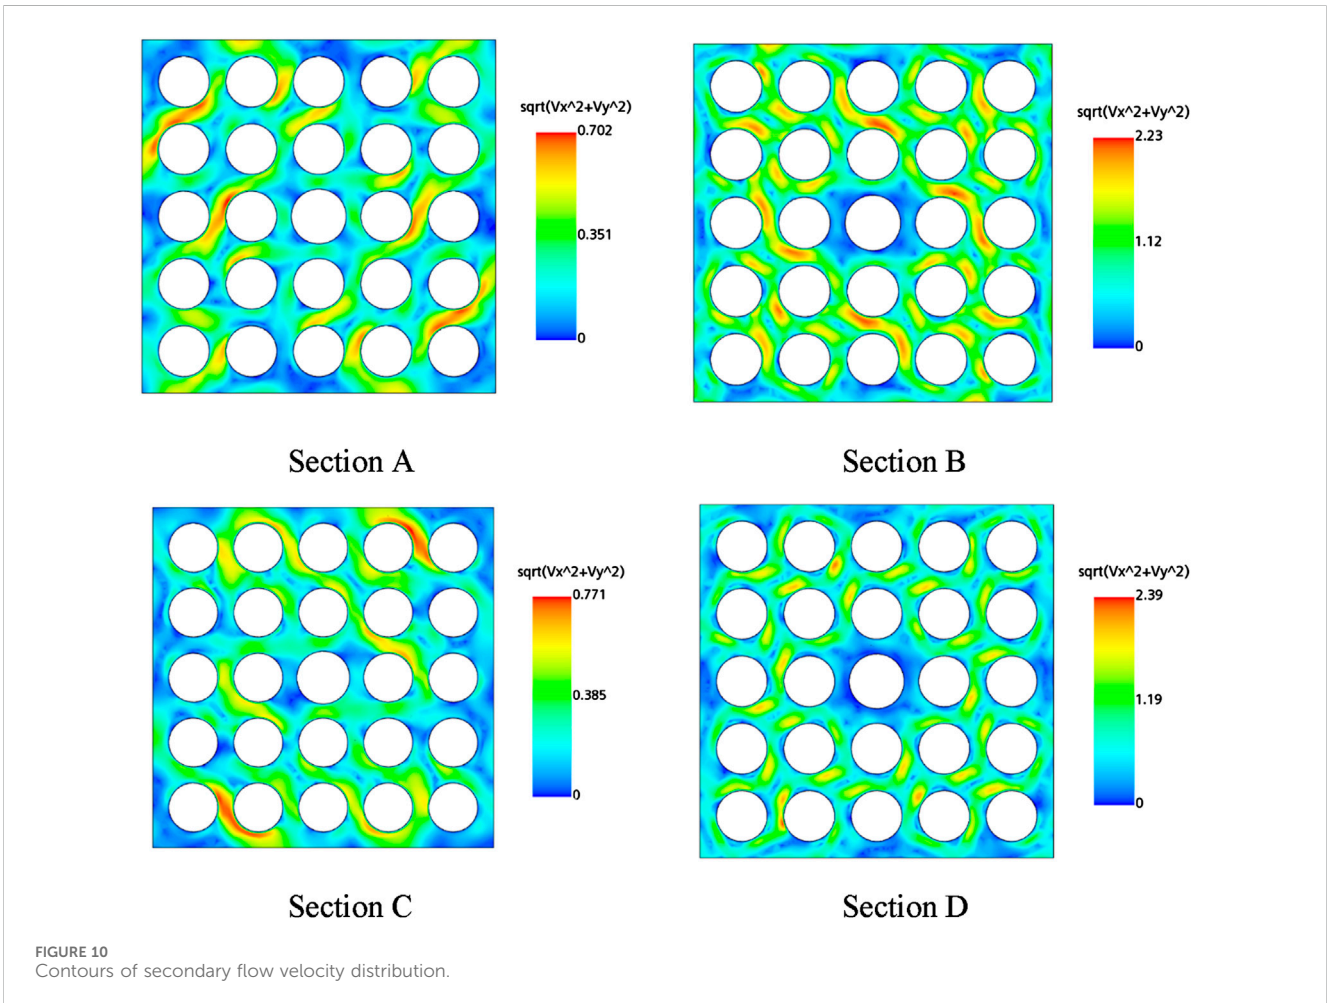 sqrt(Vx^2+Vy^2)
0.702
0.351
0
Section A
sqrt(Vx^2+Vy^2)
2.23
1.12
0
Section B
sqrt(Vx^2+Vy^2)
0.771
0.385
0
Section C
sqrt(Vx^2+Vy^2)
2.39
1.19
0
Section D
FIGURE 10
Contours of secondary flow velocity distribution.